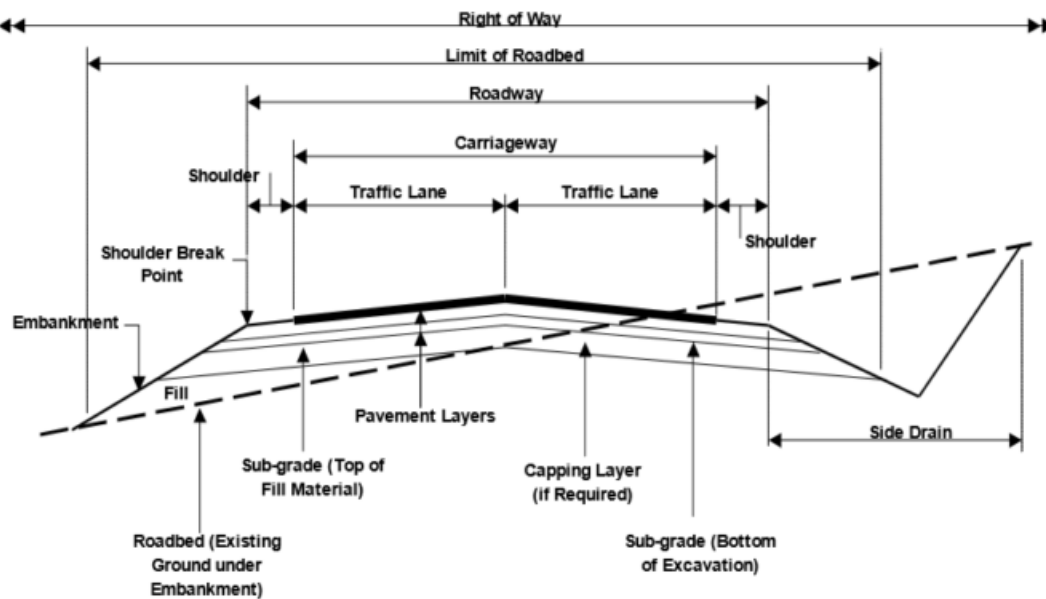 Right of Way
Limit of Roadbed
Roadway
Carriageway
Shoulder
Traffic Lane
Traffic Lane
Shoulder
Shoulder Break
Point
Embankment
Fill
Pavement Layers
Side Drain
Sub-grade (Top of
Fill Material)
Capping Layer
(if Required)
Roadbed (Existing
Ground under
Embankment)
Sub-grade (Bottom
of Excavation)